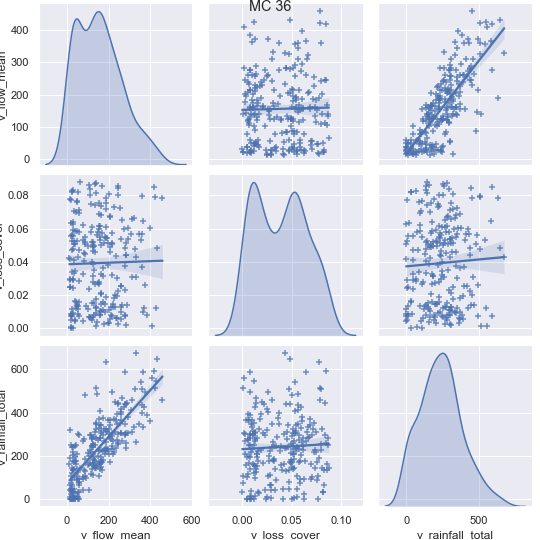 MC 36
400
300
200
100
0
v_flow_mean
0.08
0.06
0.04
0.02
0.00
v_loss_cover
600
400
200
0
v_rainfall_total
0 200 400 600
0.00 0.05 0.10
0 500
v_flow_mean v_loss_cover v_rainfall_total